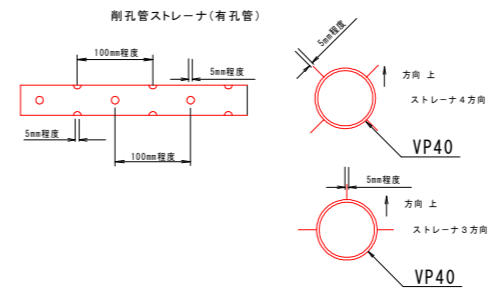 削孔管ストレーナ(有孔管)
100mm程度
5mm程度
5mm程度
100mm程度
5mm程度
方向 上
ストレーナ4方向
VP40
5mm程度
方向 上
ストレーナ3方向
VP40